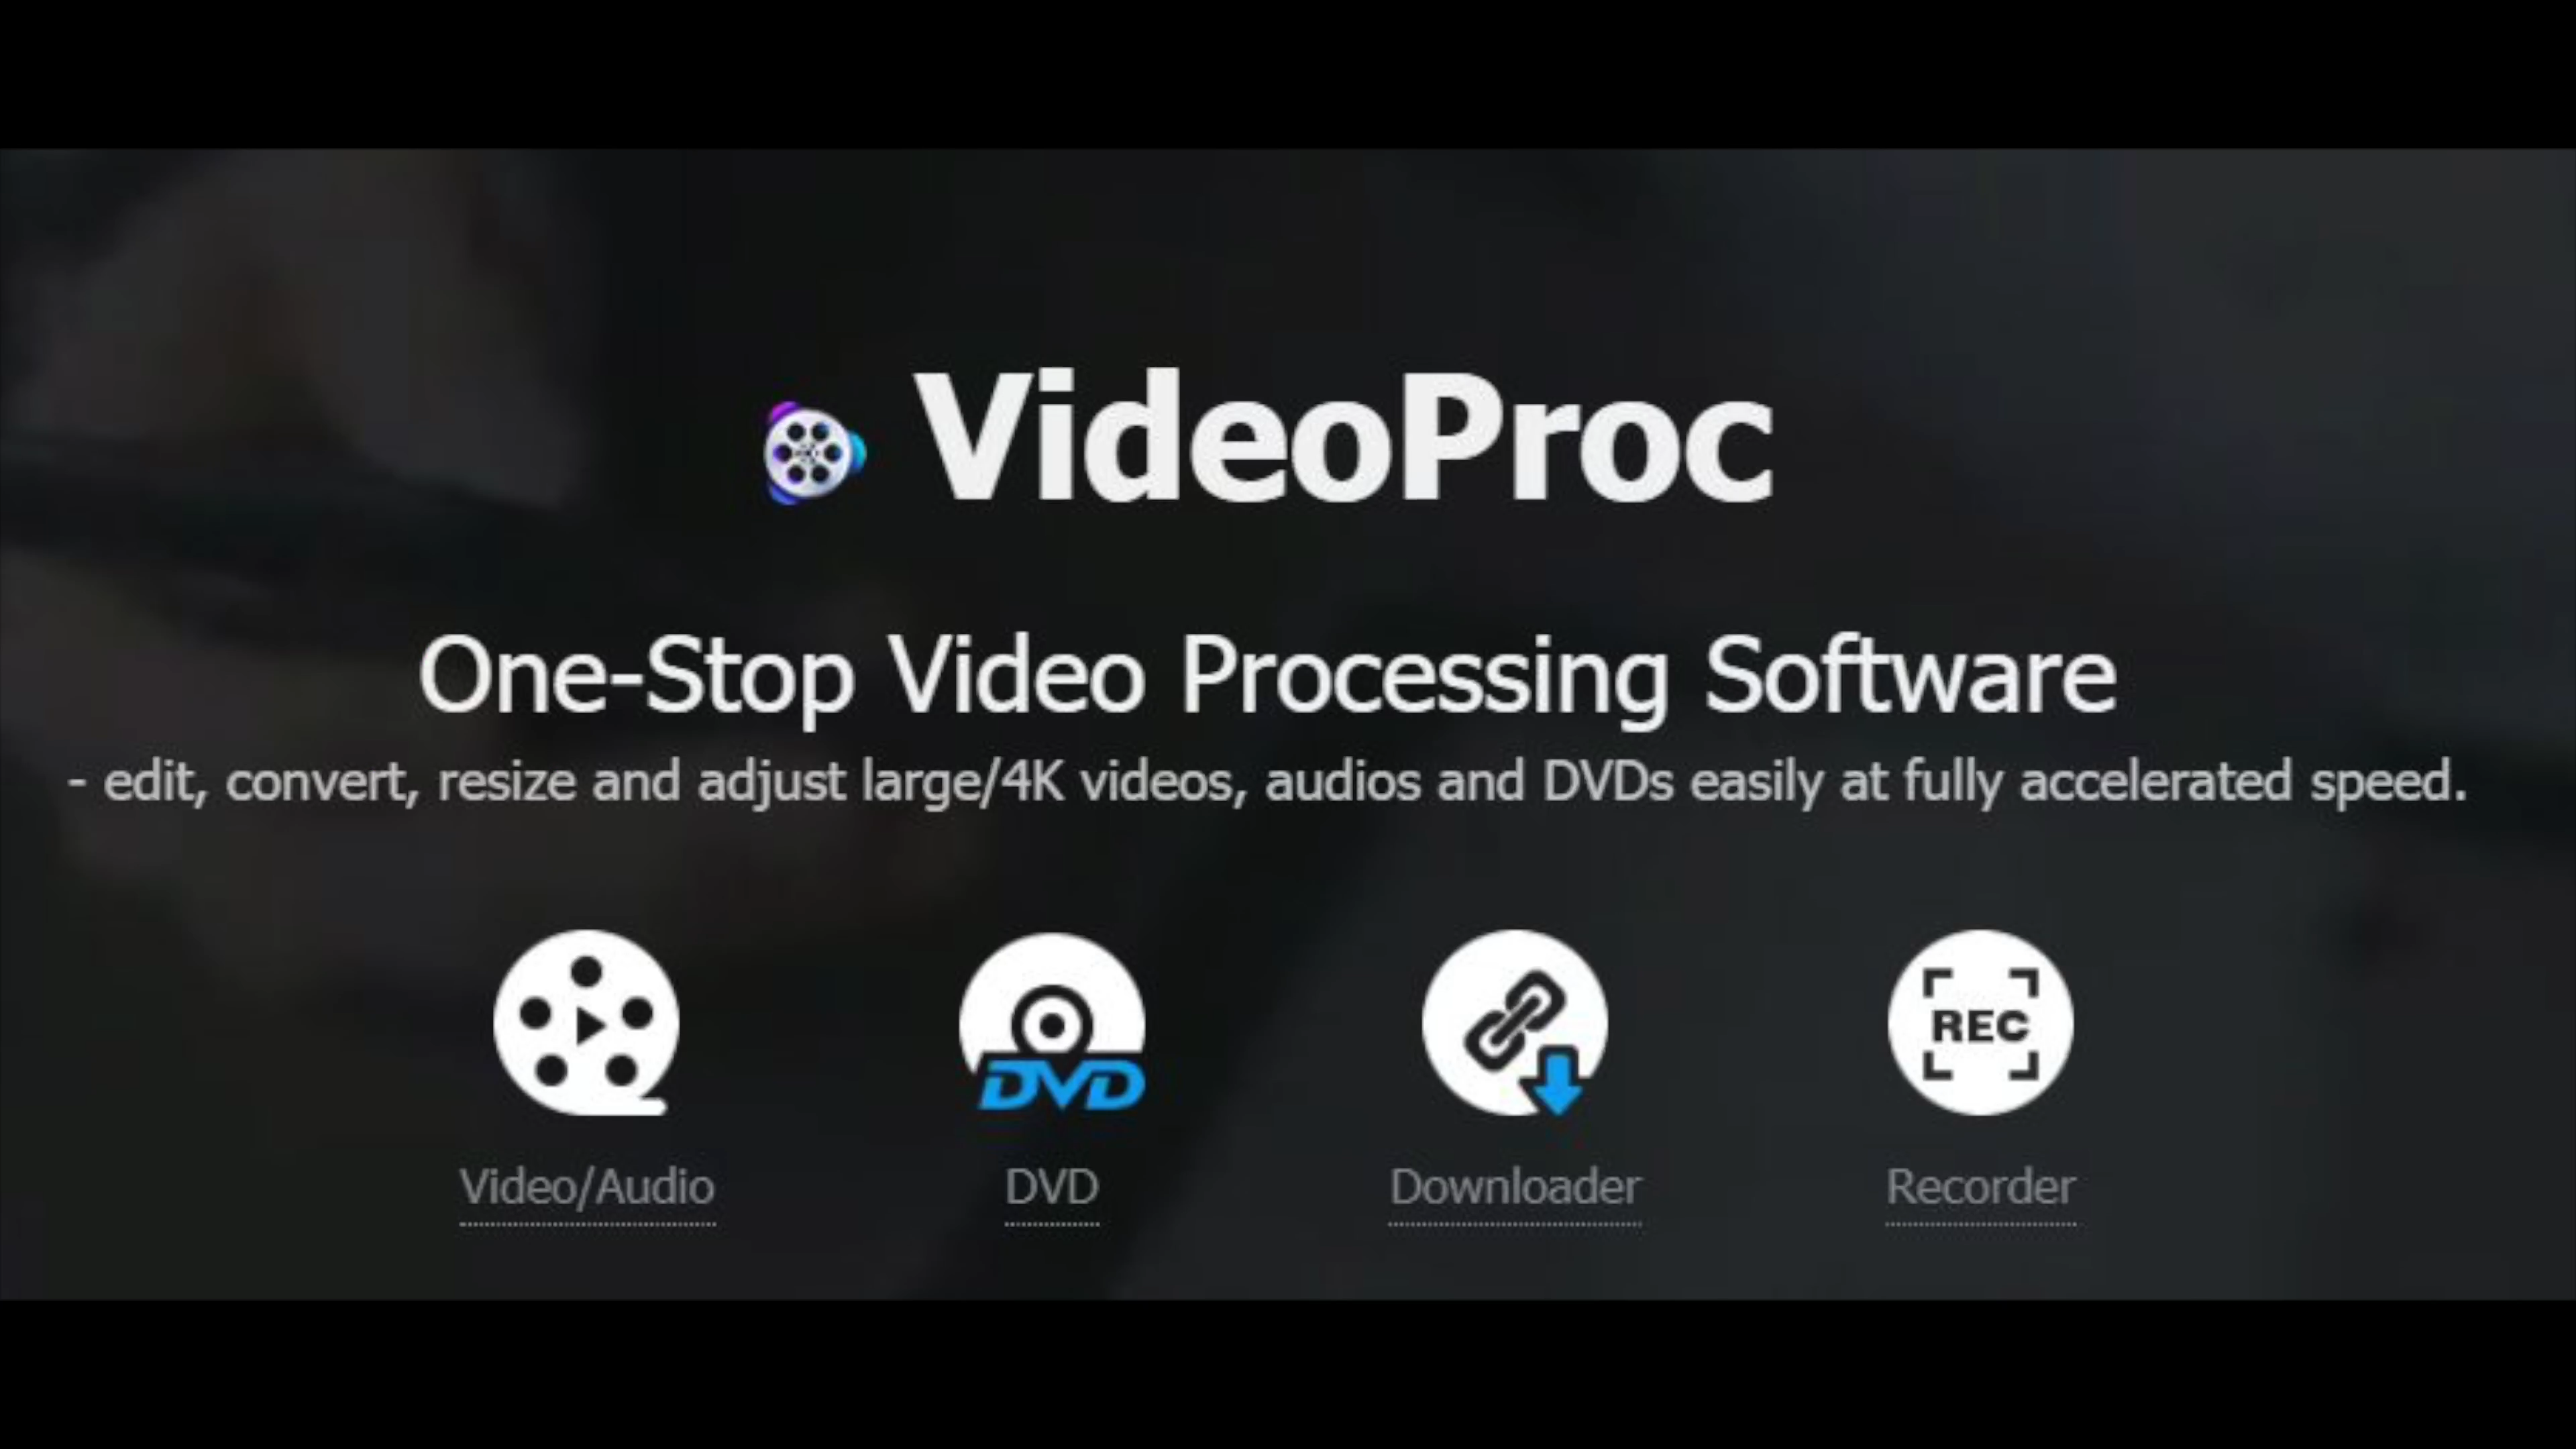 VideoProc
One-Stop Video Processing Software
- edit, convert, resize and adjust large/4K videos, audios and DVDs easily at fully accelerated speed.
DVD
REC
Video/Audio
DVD
Downloader
Recorder